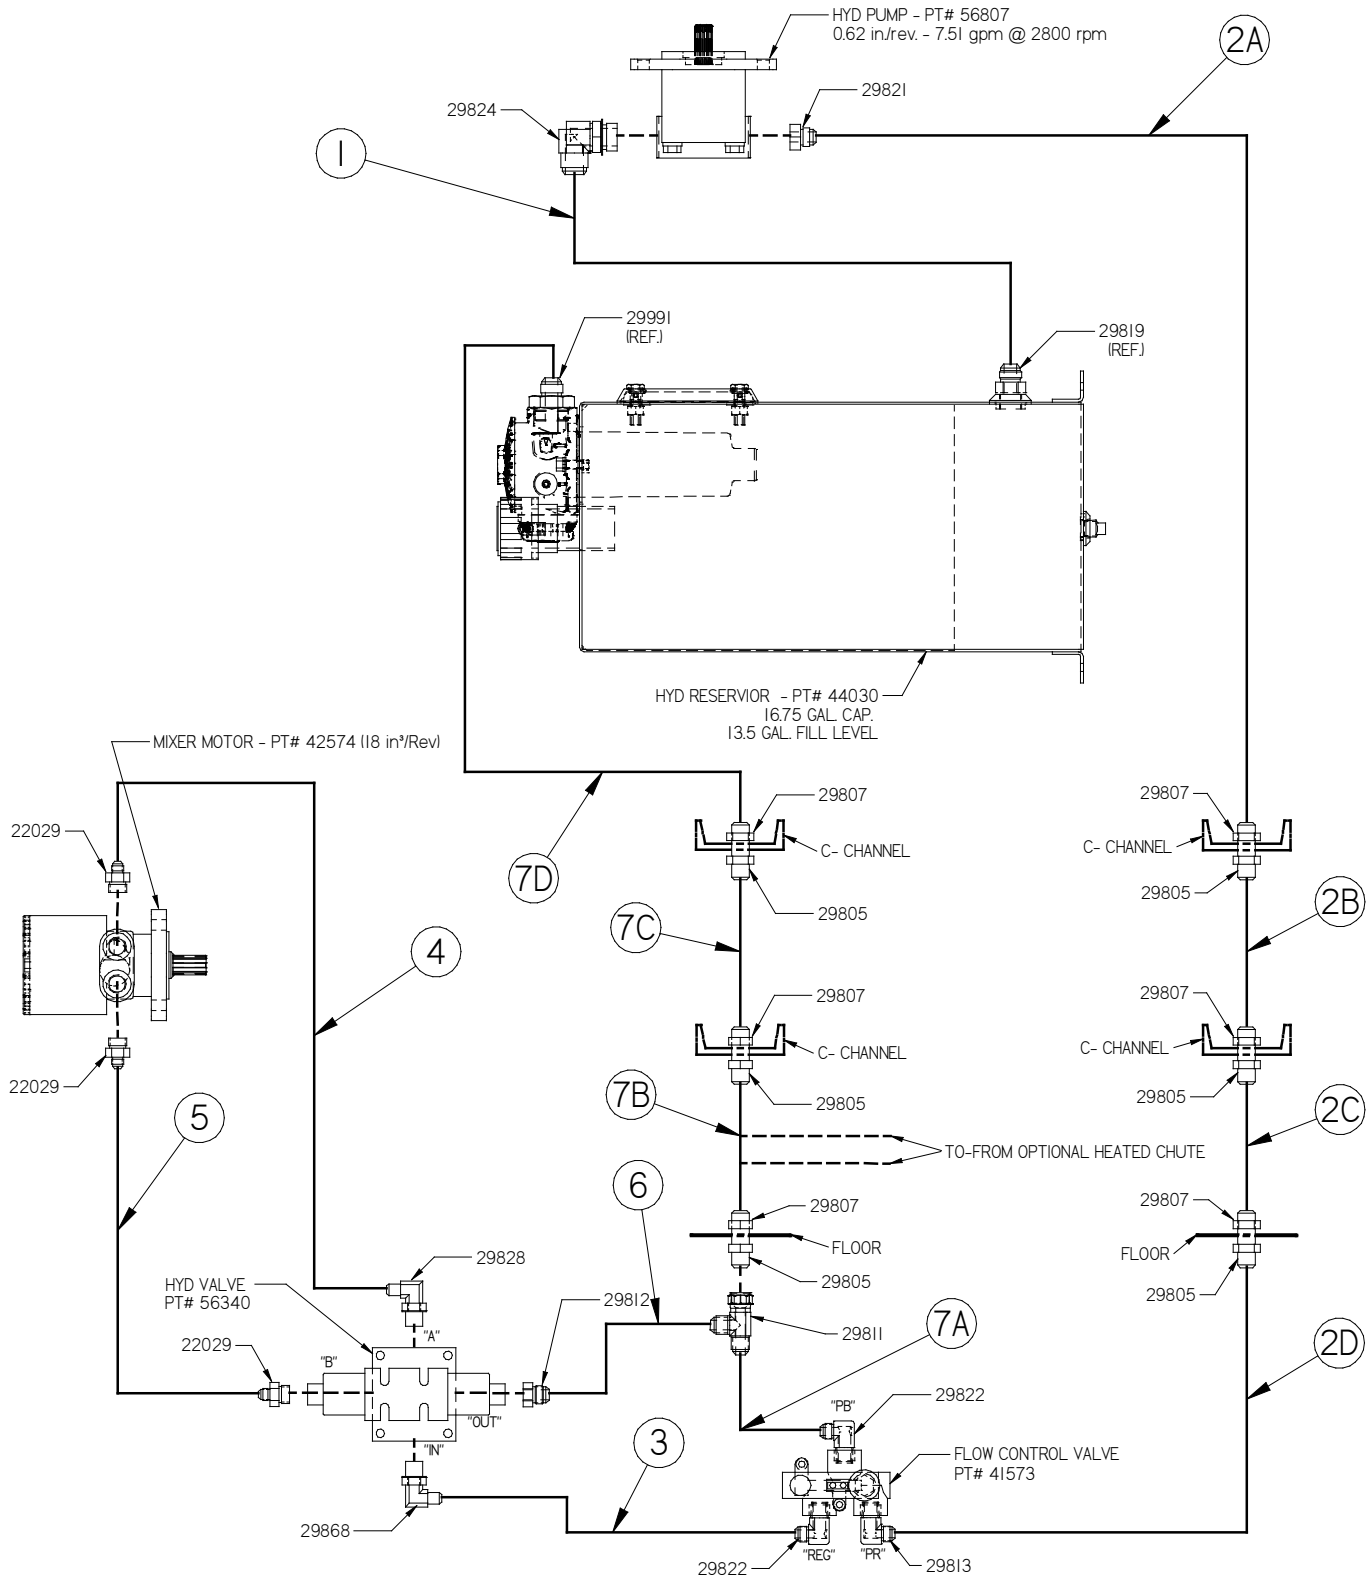 HYD PUMP - PT# 56807
0.62 in./rev. - 7.51 gpm @ 2800 rpm
2A
29824
29821
1
29991
(REF.)
29819
(REF.)
HYD RESERVIOR - PT# 44030
16.75 GAL. CAP.
13.5 GAL. FILL LEVEL
MIXER MOTOR - PT# 42574 (18 in³/Rev)
22029
7D
29807
C- CHANNEL
29805
29807
C- CHANNEL
29805
2B
7C
4
29807
C- CHANNEL
29805
29807
C- CHANNEL
29805
22029
5
7B
2C
TO-FROM OPTIONAL HEATED CHUTE
6
29807
FLOOR
29805
29807
FLOOR
29805
29828
HYD VALVE
PT# 56340
29812
29811
7A
2D
"A"
22029
"B"
"OUT"
"IN"
29868
3
"PB"
29822
FLOW CONTROL VALVE
PT# 41573
29822
"REG"
"PR"
29813